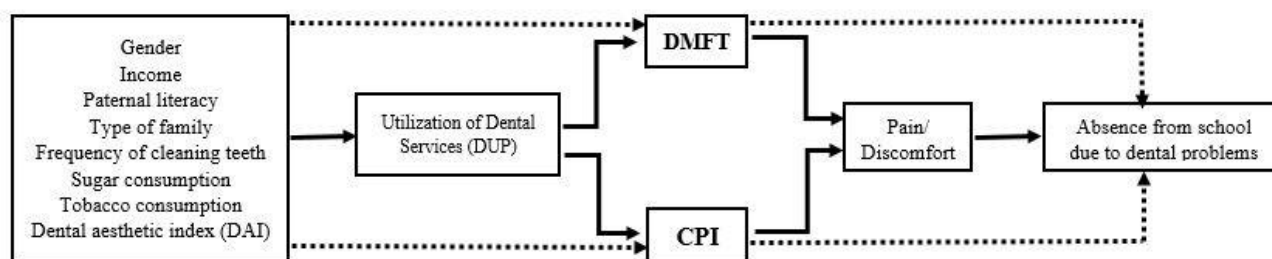 Gender
Income
Paternal literacy
Type of family
Frequency of cleaning teeth
Sugar consumption
Tobacco consumption
Dental aesthetic index (DAI)
Utilization of Dental
Services (DUP)
DMFT
CPI
Pain/
Discomfort
Absence from school
due to dental problems